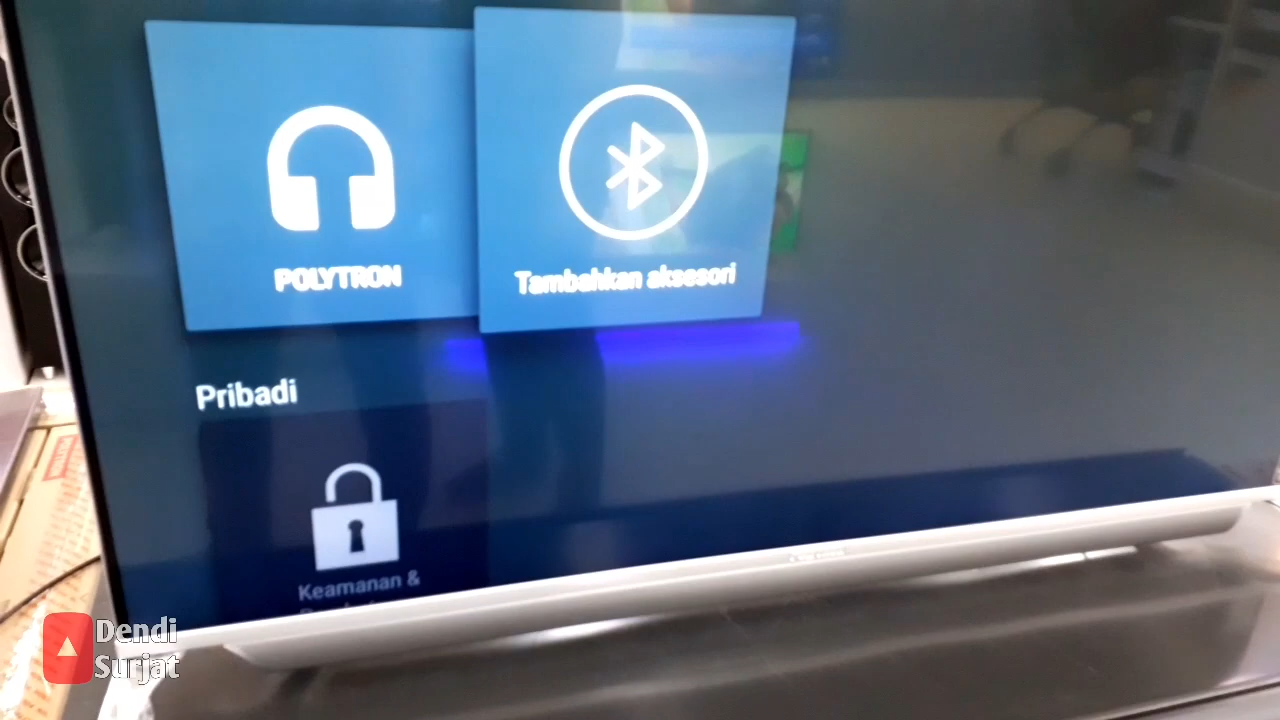 POLYTRON
Tambahkan aksesori
Pribadi
Keamanan &
Dendi
Surjat